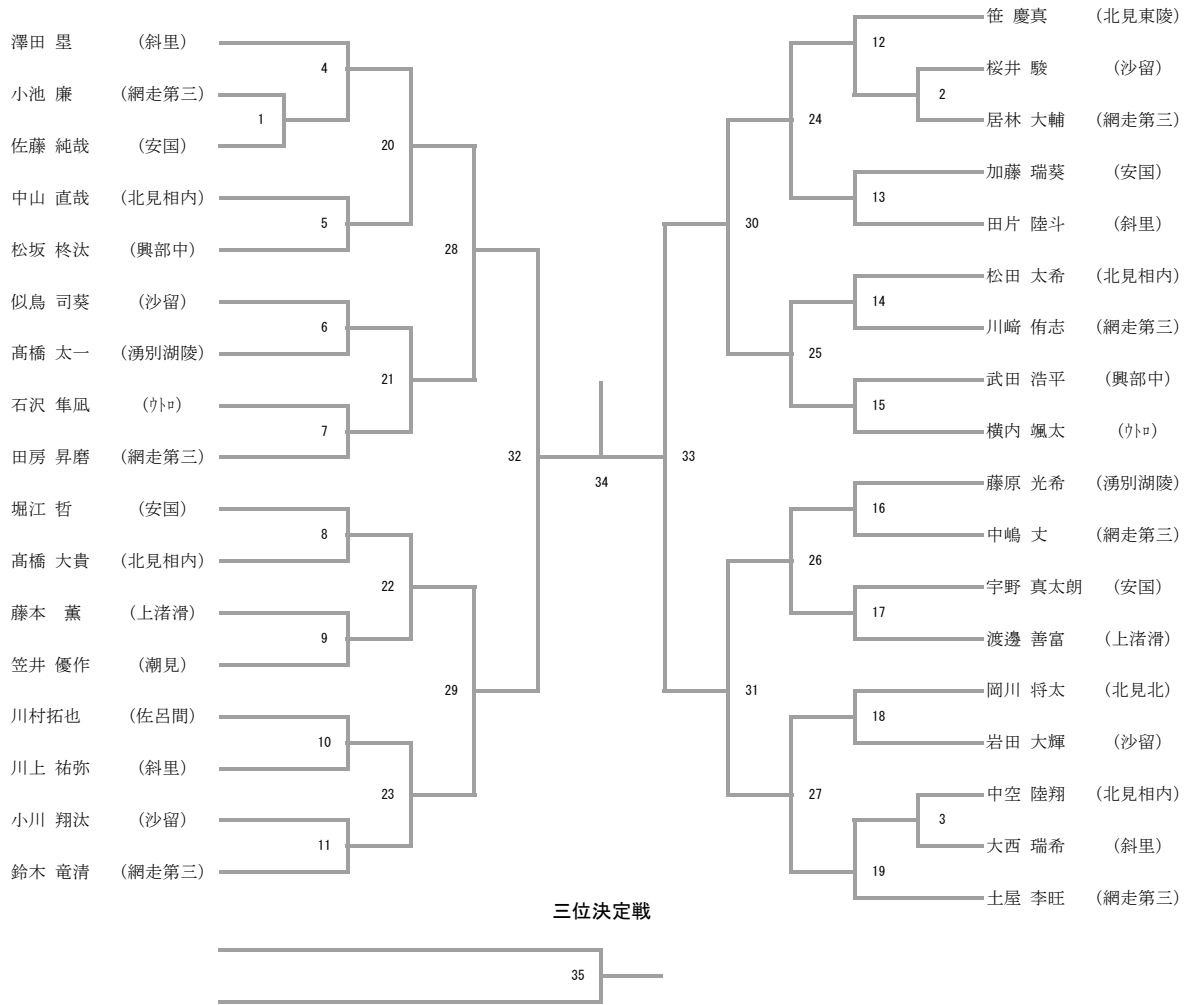 澤田 塁 (斜里)
4
小池 廉 (網走第三)
1
佐藤 純哉 (安国)
20
中山 直哉 (北見相内)
5
松坂 柊汰 (興部中)
28
似鳥 司葵 (沙留)
6
髙橋 太一 (湧別湖陵)
21
石沢 隼凪 (ｳﾄﾛ)
7
田房 昇磨 (網走第三)
32
堀江 哲 (安国)
8
髙橋 大貴 (北見相内)
22
藤本 薫 (上渚滑)
9
笠井 優作 (潮見)
29
川村拓也 (佐呂間)
10
川上 祐弥 (斜里)
23
小川 翔汰 (沙留)
11
鈴木 竜清 (網走第三)
34
笹 慶真 (北見東陵)
12
桜井 駿 (沙留)
2
居林 大輔 (網走第三)
24
加藤 瑞葵 (安国)
13
田片 陸斗 (斜里)
30
松田 太希 (北見相内)
14
川﨑 侑志 (網走第三)
25
武田 浩平 (興部中)
15
横内 颯太 (ｳﾄﾛ)
33
藤原 光希 (湧別湖陵)
16
中嶋 丈 (網走第三)
26
宇野 真太朗 (安国)
17
渡邊 善富 (上渚滑)
31
岡川 将太 (北見北)
18
岩田 大輝 (沙留)
27
中空 陸翔 (北見相内)
3
大西 瑞希 (斜里)
19
土屋 李旺 (網走第三)
三位決定戦
35